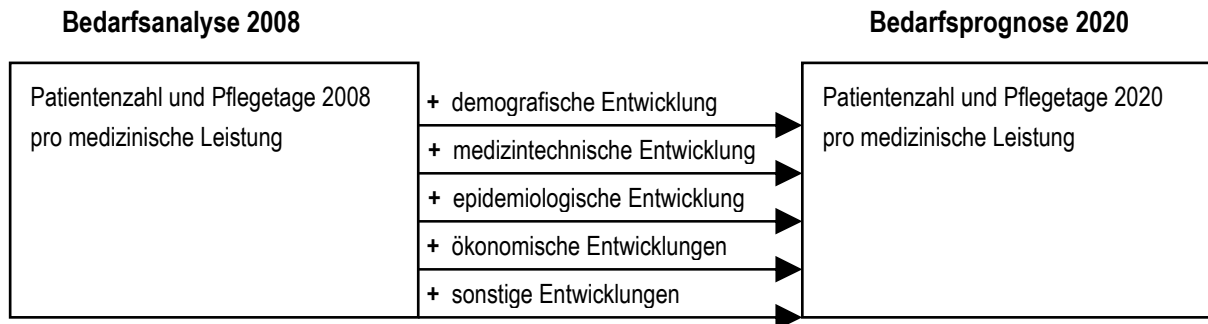 Bedarfsanalyse 2008
Bedarfsprognose 2020
Patientenzahl und Pflegetage 2008
pro medizinische Leistung
+ demografische Entwicklung
+ medizintechnische Entwicklung
+ epidemiologische Entwicklung
+ ökonomische Entwicklungen
+ sonstige Entwicklungen
Patientenzahl und Pflegetage 2020
pro medizinische Leistung